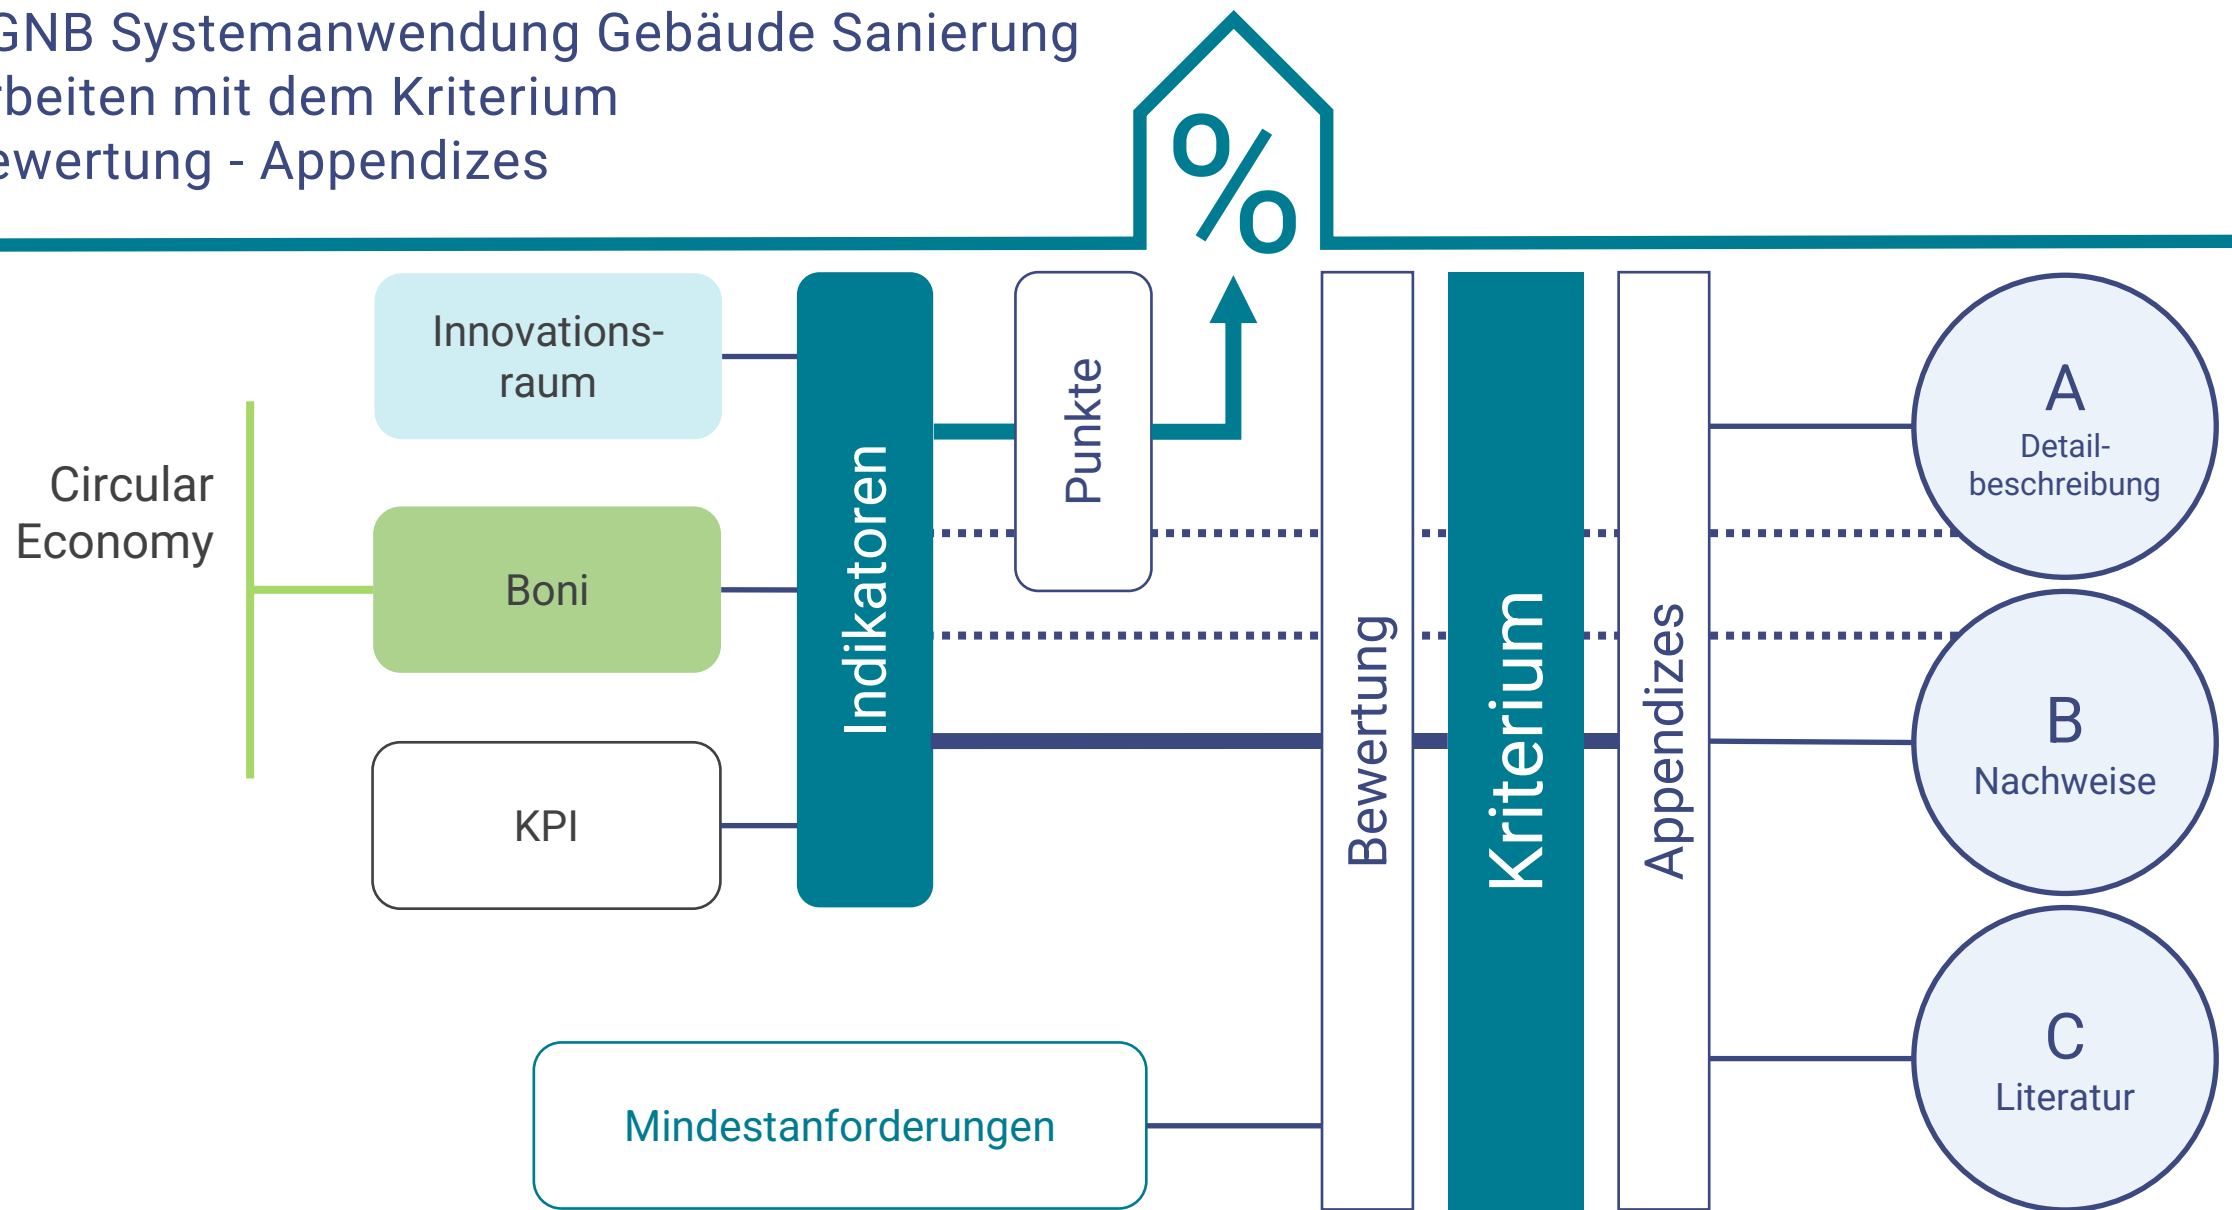 GNB Systemanwendung Gebäude Sanierung
rbeiten mit dem Kriterium
ewertung - Appendizes
%
Innovations-
raum
Circular
Economy
Boni
KPI
Indikatoren
Punkte
Mindestanforderungen
Bewertung
Kriterium
Appendizes
A
Detail-
beschreibung
B
Nachweise
C
Literatur